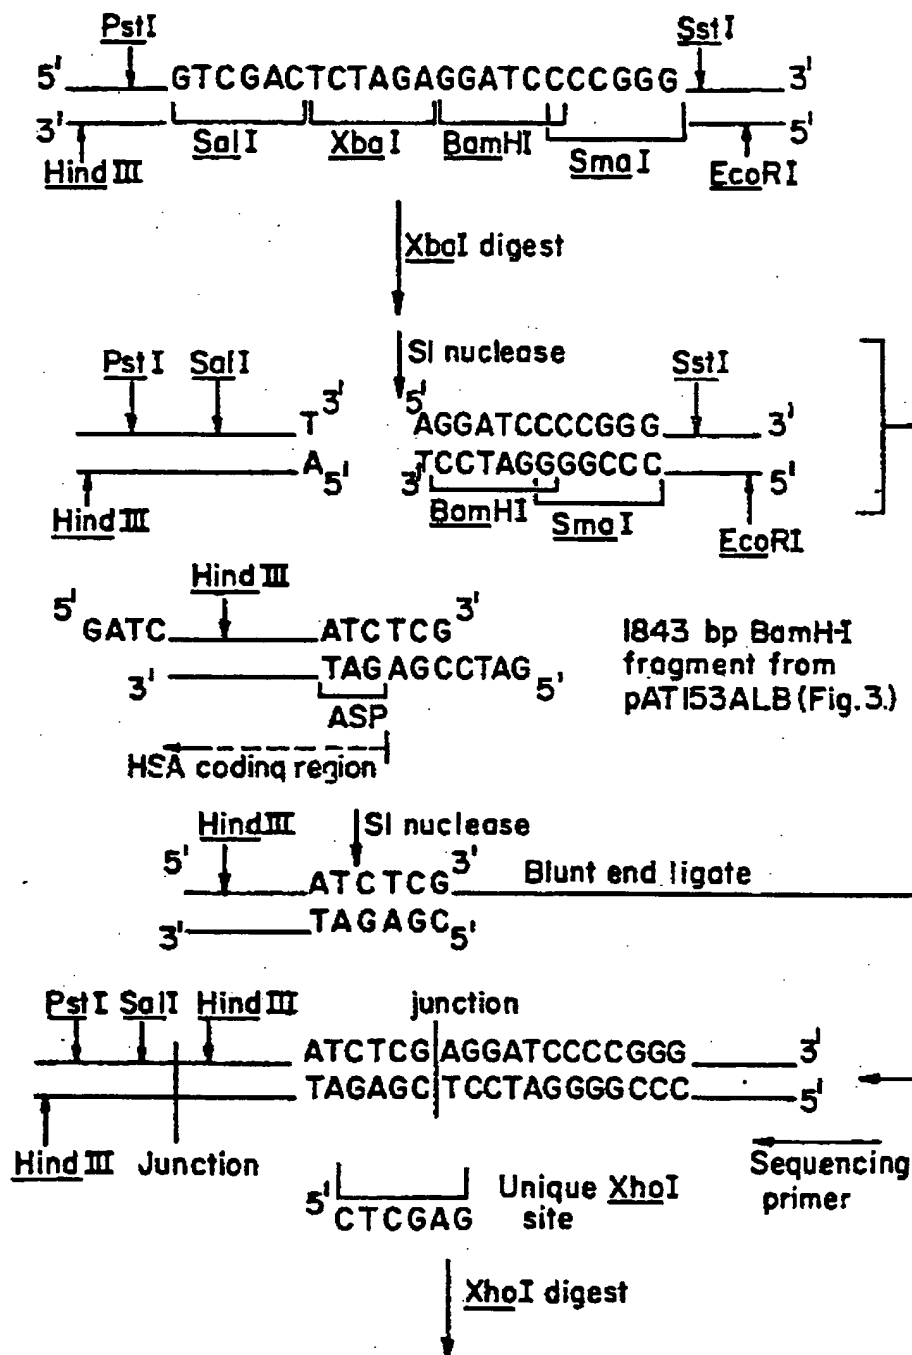 PstI SstI
5' GTCGACTCTAGAGGATCCCCGGG 3'
3' 5'
HindIII SalI XbaI BamHI SmaI EcoRI
XbaI digest
SI nuclease
PstI SalI SstI
T 3' 5' AGGATCCCCGGG 3'
A 5' 3' TCCTAGGGGCCC 5'
HindIII BamHI SmaI EcoRI
HindIII
5' GATC ATCTCG 3'
3' TAGAGCCTAG 5'
ASP
HSA coding region
1843 bp BamH-I
fragment from
pAT153ALB (Fig.3.)
HindIII SI nuclease
5' ATCTCG 3' Blunt end ligate
3' TAGAGC 5'
PstI SalI HindIII junction
ATCTCG AGGATCCCCGGG 3'
TAGAGC TCCTAGGGGCCC 5'
HindIII Junction
Sequencing
primer
5' CTCGAG
Unique XhoI
site
XhoI digest